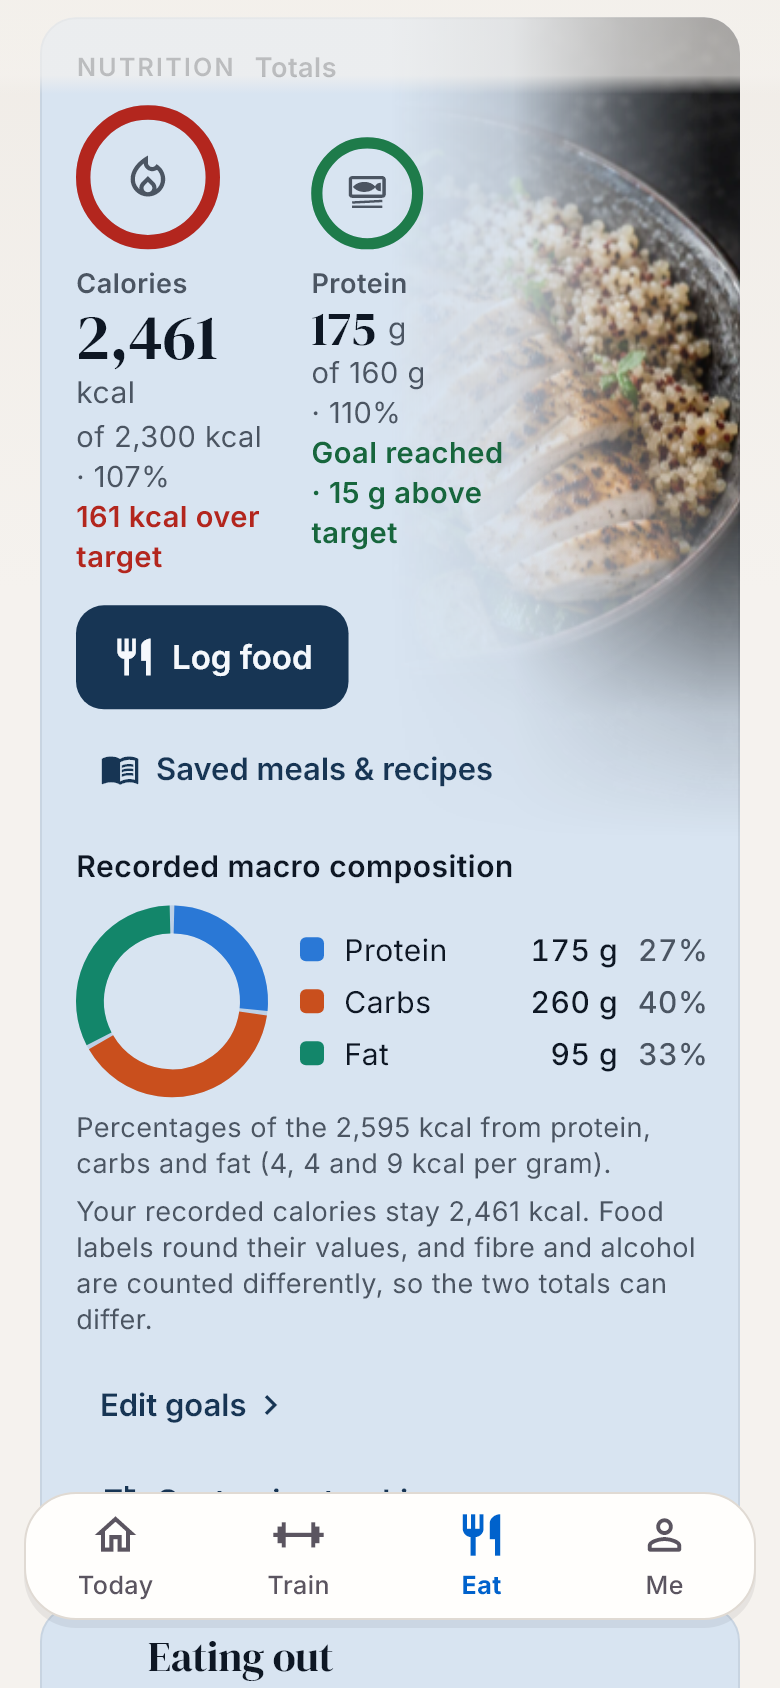 NUTRITION Totals
Calories
2,461
kcal
of 2,300 kcal
· 107%
161 kcal over
target
Protein
175 g
of 160 g
· 110%
Goal reached
· 15 g above
target
Log food
Saved meals & recipes
Recorded macro composition
Protein 175 g 27%
Carbs 260 g 40%
Fat 95 g 33%
Percentages of the 2,595 kcal from protein,
carbs and fat (4, 4 and 9 kcal per gram).
Your recorded calories stay 2,461 kcal. Food
labels round their values, and fibre and alcohol
are counted differently, so the two totals can
differ.
Edit goals
Today
Train
Eat
Me
Eating out